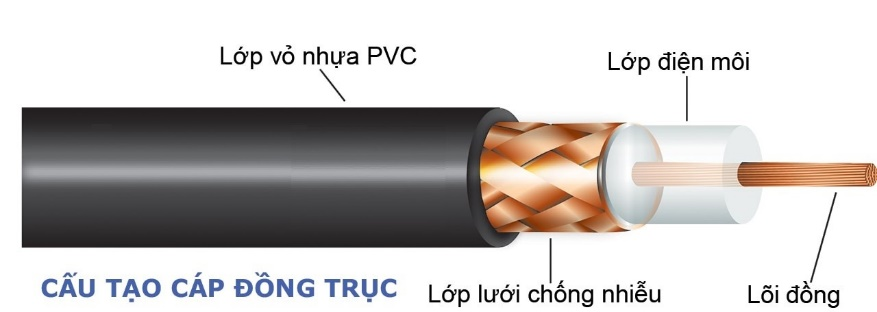 Lớp vỏ nhựa PVC
Lớp điện môi
CẤU TẠO CÁP ĐỒNG TRỤC
Lớp lưới chống nhiễu
Lõi đồng